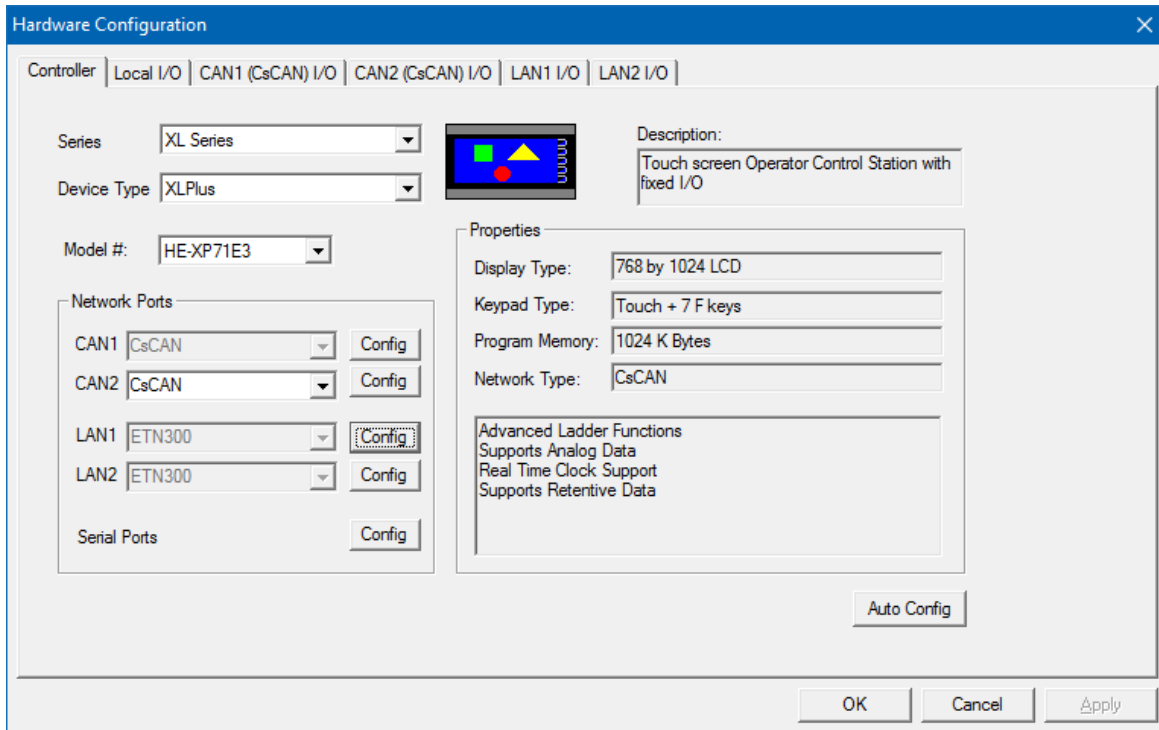 Hardware Configuration
Controller
Local I/O
CAN1 (CsCAN) I/O
CAN2 (CsCAN) I/O
LAN1 I/O
LAN2 I/O
Series
XL Series
Device Type
XLPlus
Description:
Touch screen Operator Control Station with
fixed I/O
Model #:
HE-XP71E3
Network Ports
CAN1
CsCAN
Config
CAN2
CsCAN
Config
LAN1
ETN300
Config
LAN2
ETN300
Config
Serial Ports
Config
Properties
Display Type:
768 by 1024 LCD
Keypad Type:
Touch + 7 F keys
Program Memory:
1024 K Bytes
Network Type:
CsCAN
Advanced Ladder Functions
Supports Analog Data
Real Time Clock Support
Supports Retentive Data
Auto Config
OK
Cancel
Apply